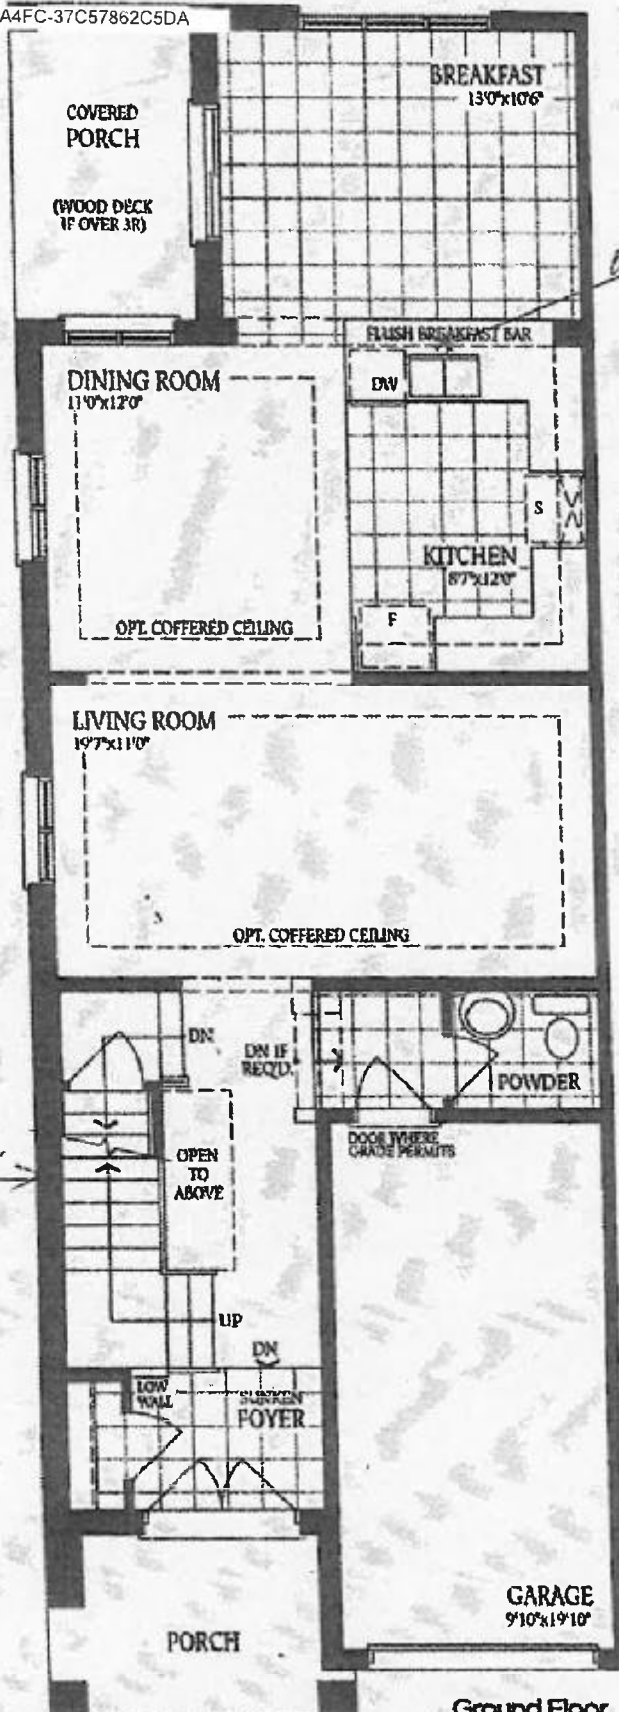 A4FC-37C57862C5DA
BREAKFAST
13'0"x10'6"
COVERED
PORCH
(WOOD DECK
IF OVER 3R)
FLUSH BREAKFAST BAR
DINING ROOM
11'0"x12'0"
DW
S
KITCHEN
8'7"x12'0"
F
OPT. COFFERED CEILING
LIVING ROOM
19'7"x11'0"
OPT. COFFERED CEILING
DN
DN IF
REQ'D.
POWDER
DOOR WHERE
GRADE PERMITS
OPEN
TO
ABOVE
UP
DN
LOW
WALL
SUNKEN
FOYER
GARAGE
9'10"x19'10"
PORCH
Ground Floor